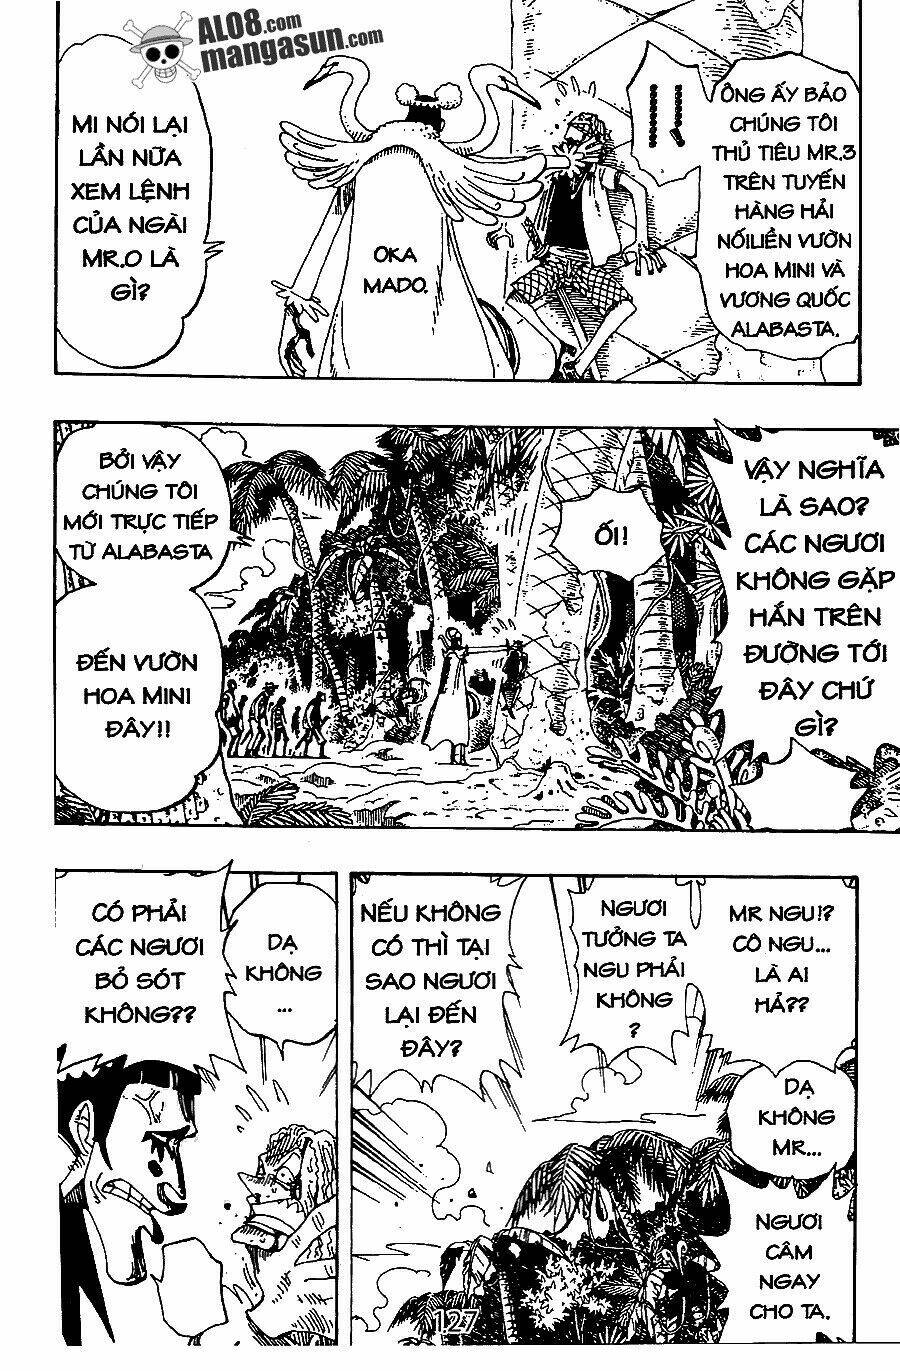 AL08.com
mangasun.com
ÔNG ẤY BẢO
CHÚNG TÔI
THỦ TIÊU MR.3
TRÊN TUYẾN
HÀNG HẢI
NỐI LIỀN VƯỜN
HOA MINI VÀ
VƯƠNG QUỐC
ALABASTA.
MI NÓI LẠI
LẦN NỮA
XEM LỆNH
CỦA NGÀI
MR.O LÀ
GÌ?
OKA
MADO.
VẬY NGHĨA
LÀ SAO?
CÁC NGƯƠI
KHÔNG GẶP
HẮN TRÊN
ĐƯỜNG TỚI
ĐÂY CHỨ
GÌ?
ỐI!
BỞI VẬY
CHÚNG TÔI
MỚI TRỰC TIẾP
TỪ ALABASTA
ĐẾN VƯỜN
HOA MINI
ĐÂY!!
MR NGU!?
CÔ NGU...
LÀ AI
HẢ??
DẠ
KHÔNG
MR...
NGƯƠI
CÂM
NGAY
CHO TA.
NGƯƠI
TƯỞNG TA
NGU PHẢI
KHÔNG
?
NẾU KHÔNG
CÓ THÌ TẠI
SAO NGƯƠI
LẠI ĐẾN
ĐÂY?
DẠ
KHÔNG
...
CÓ PHẢI
CÁC NGƯƠI
BỎ SÓT
KHÔNG??
127